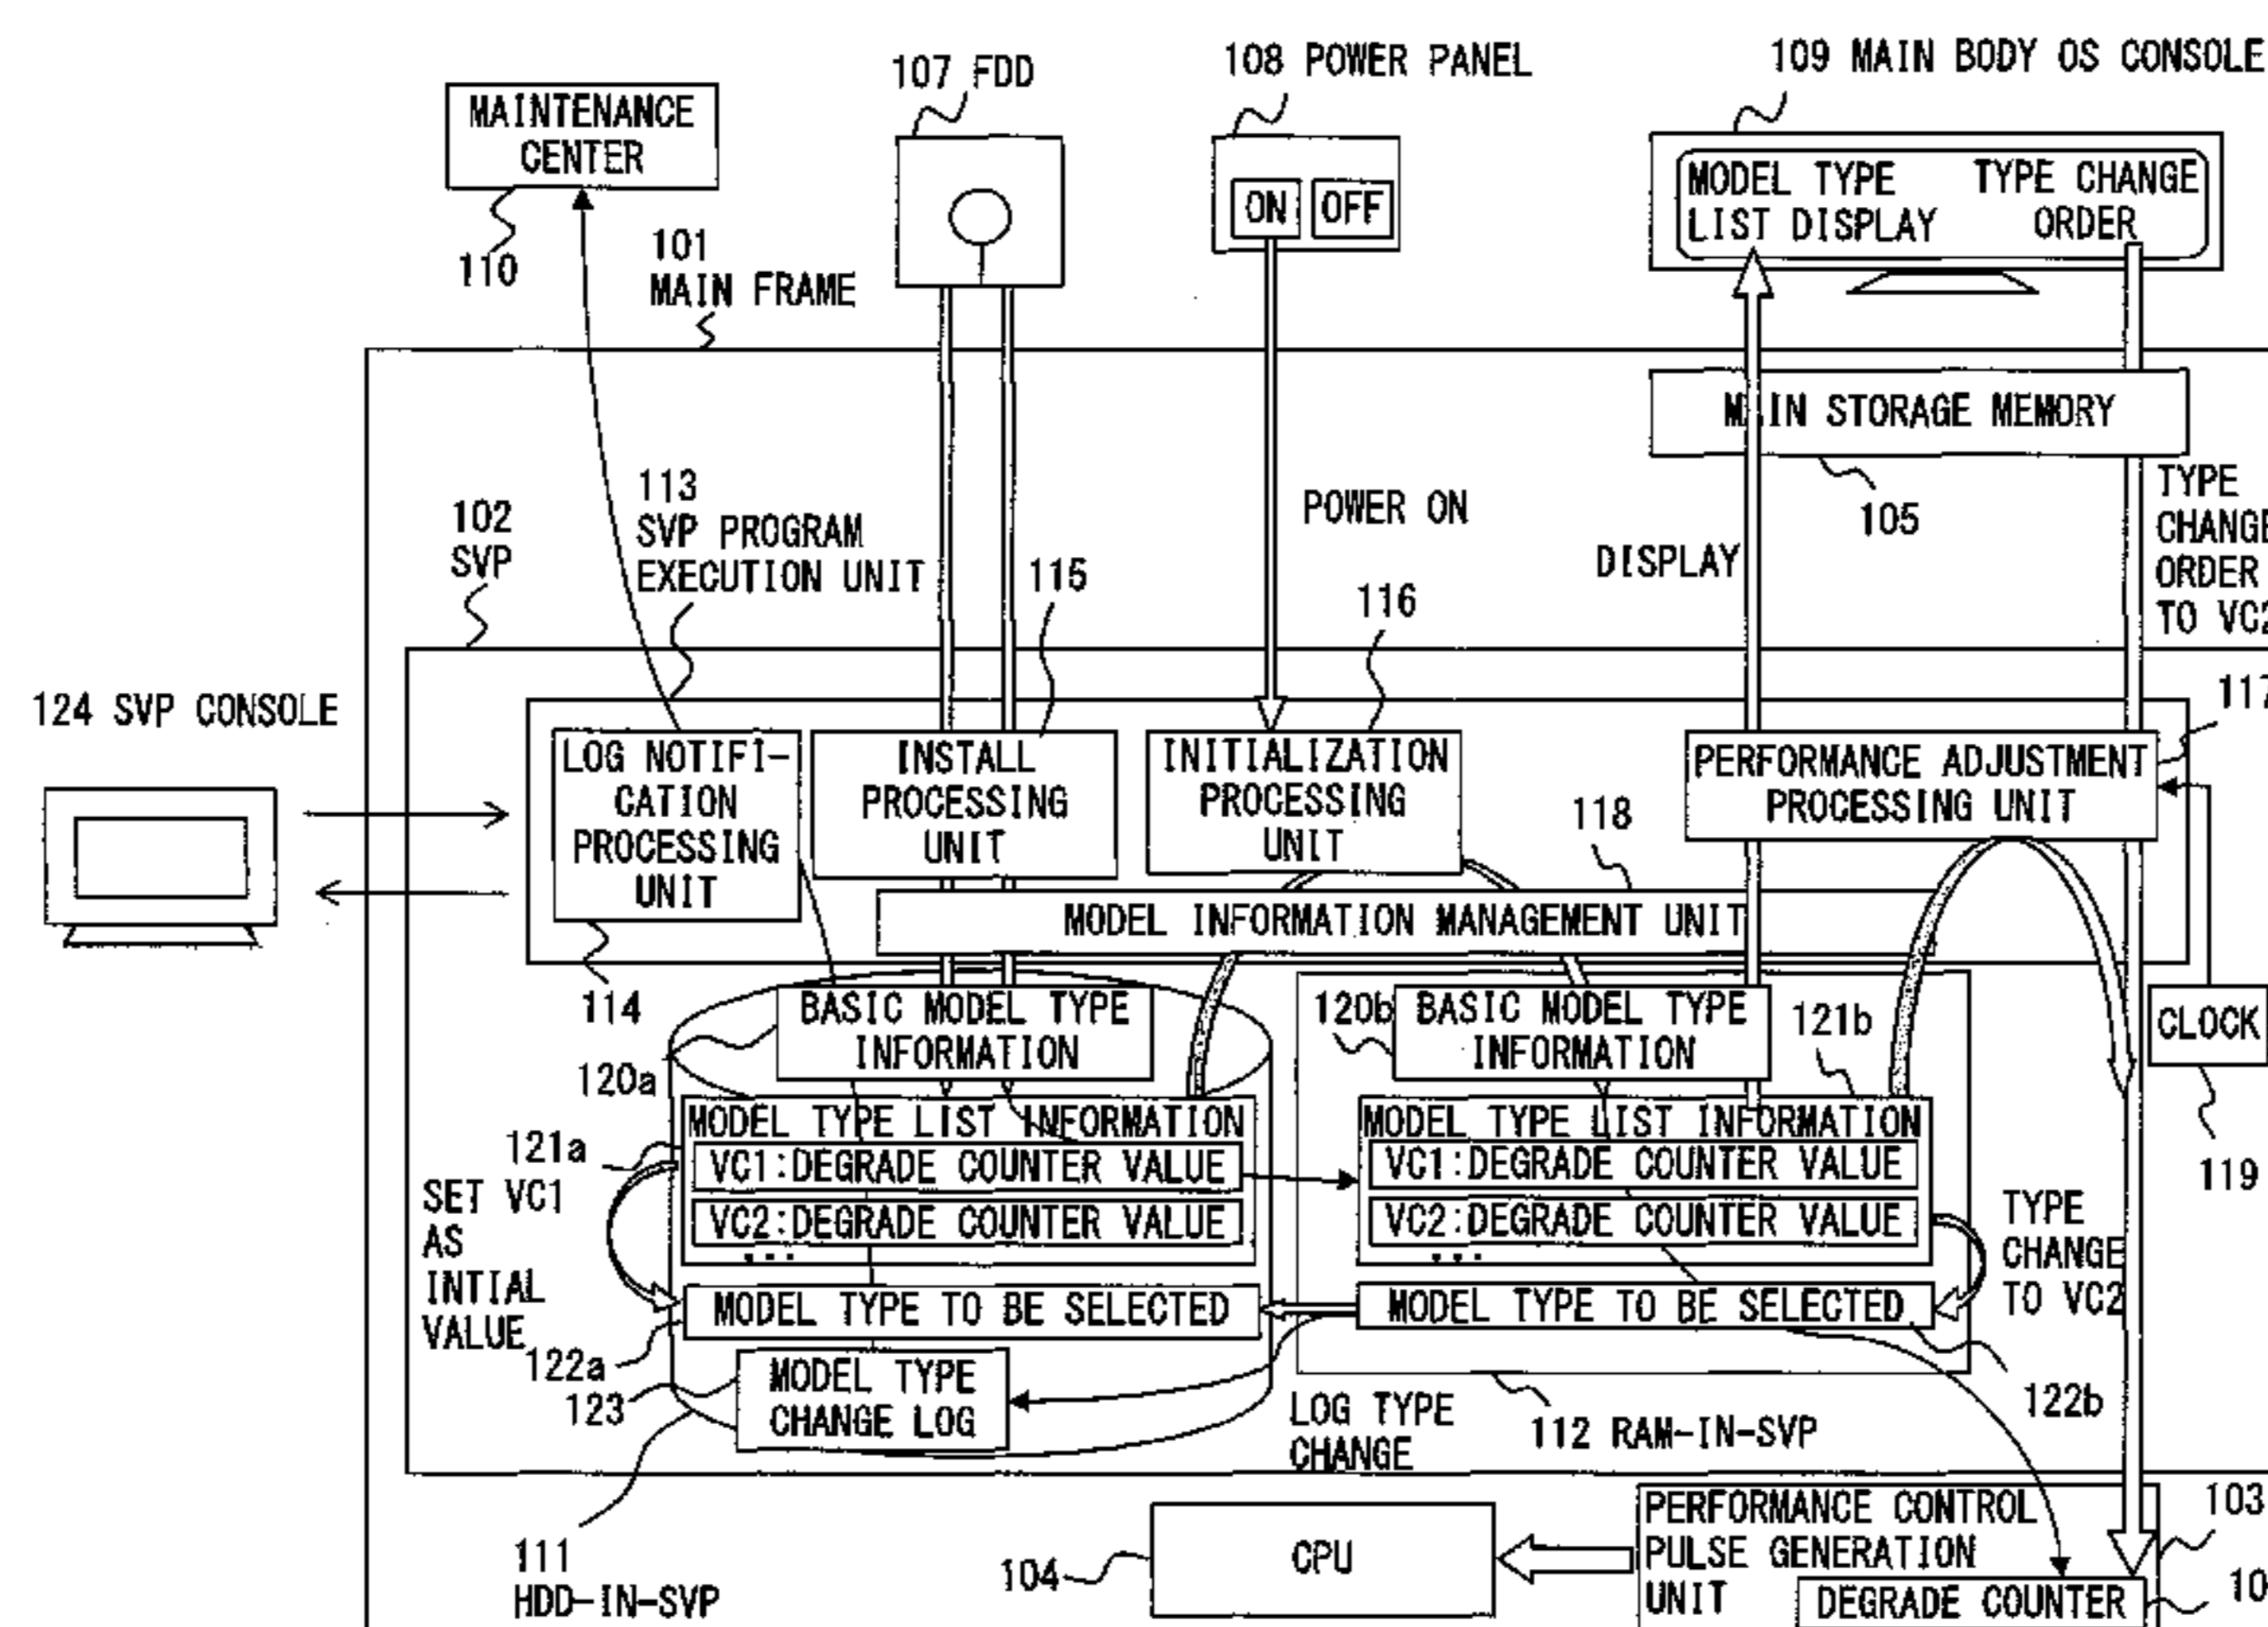 107 FDD
108 POWER PANEL
109 MAIN BODY OS CONSOLE
MAINTENANCE
CENTER
110
101
MAIN FRAME
ON
OFF
MODEL TYPE
LIST DISPLAY
TYPE CHANGE
ORDER
MAIN STORAGE MEMORY
105
102
SVP
113
SVP PROGRAM
EXECUTION UNIT
115
POWER ON
116
DISPLAY
TYPE
CHANGE
ORDER
TO VC2
117
124 SVP CONSOLE
LOG NOTIFI-
CATION
PROCESSING
UNIT
114
INSTALL
PROCESSING
UNIT
INITIALIZATION
PROCESSING
UNIT
118
PERFORMANCE ADJUSTMENT
PROCESSING UNIT
MODEL INFORMATION MANAGEMENT UNIT
BASIC MODEL TYPE
INFORMATION
120a
120b
BASIC MODEL TYPE
INFORMATION
121b
CLOCK
119
121a
MODEL TYPE LIST INFORMATION
VC1:DEGRADE COUNTER VALUE
VC2:DEGRADE COUNTER VALUE
...
MODEL TYPE LIST INFORMATION
VC1:DEGRADE COUNTER VALUE
VC2:DEGRADE COUNTER VALUE
...
SET VC1
AS
INTIAL
VALUE
TYPE
CHANGE
TO VC2
MODEL TYPE TO BE SELECTED
122a
MODEL TYPE TO BE SELECTED
122b
123
MODEL TYPE
CHANGE LOG
LOG TYPE
CHANGE
112 RAM-IN-SVP
111
HDD-IN-SVP
104
CPU
PERFORMANCE CONTROL
PULSE GENERATION
UNIT
103
DEGRADE COUNTER